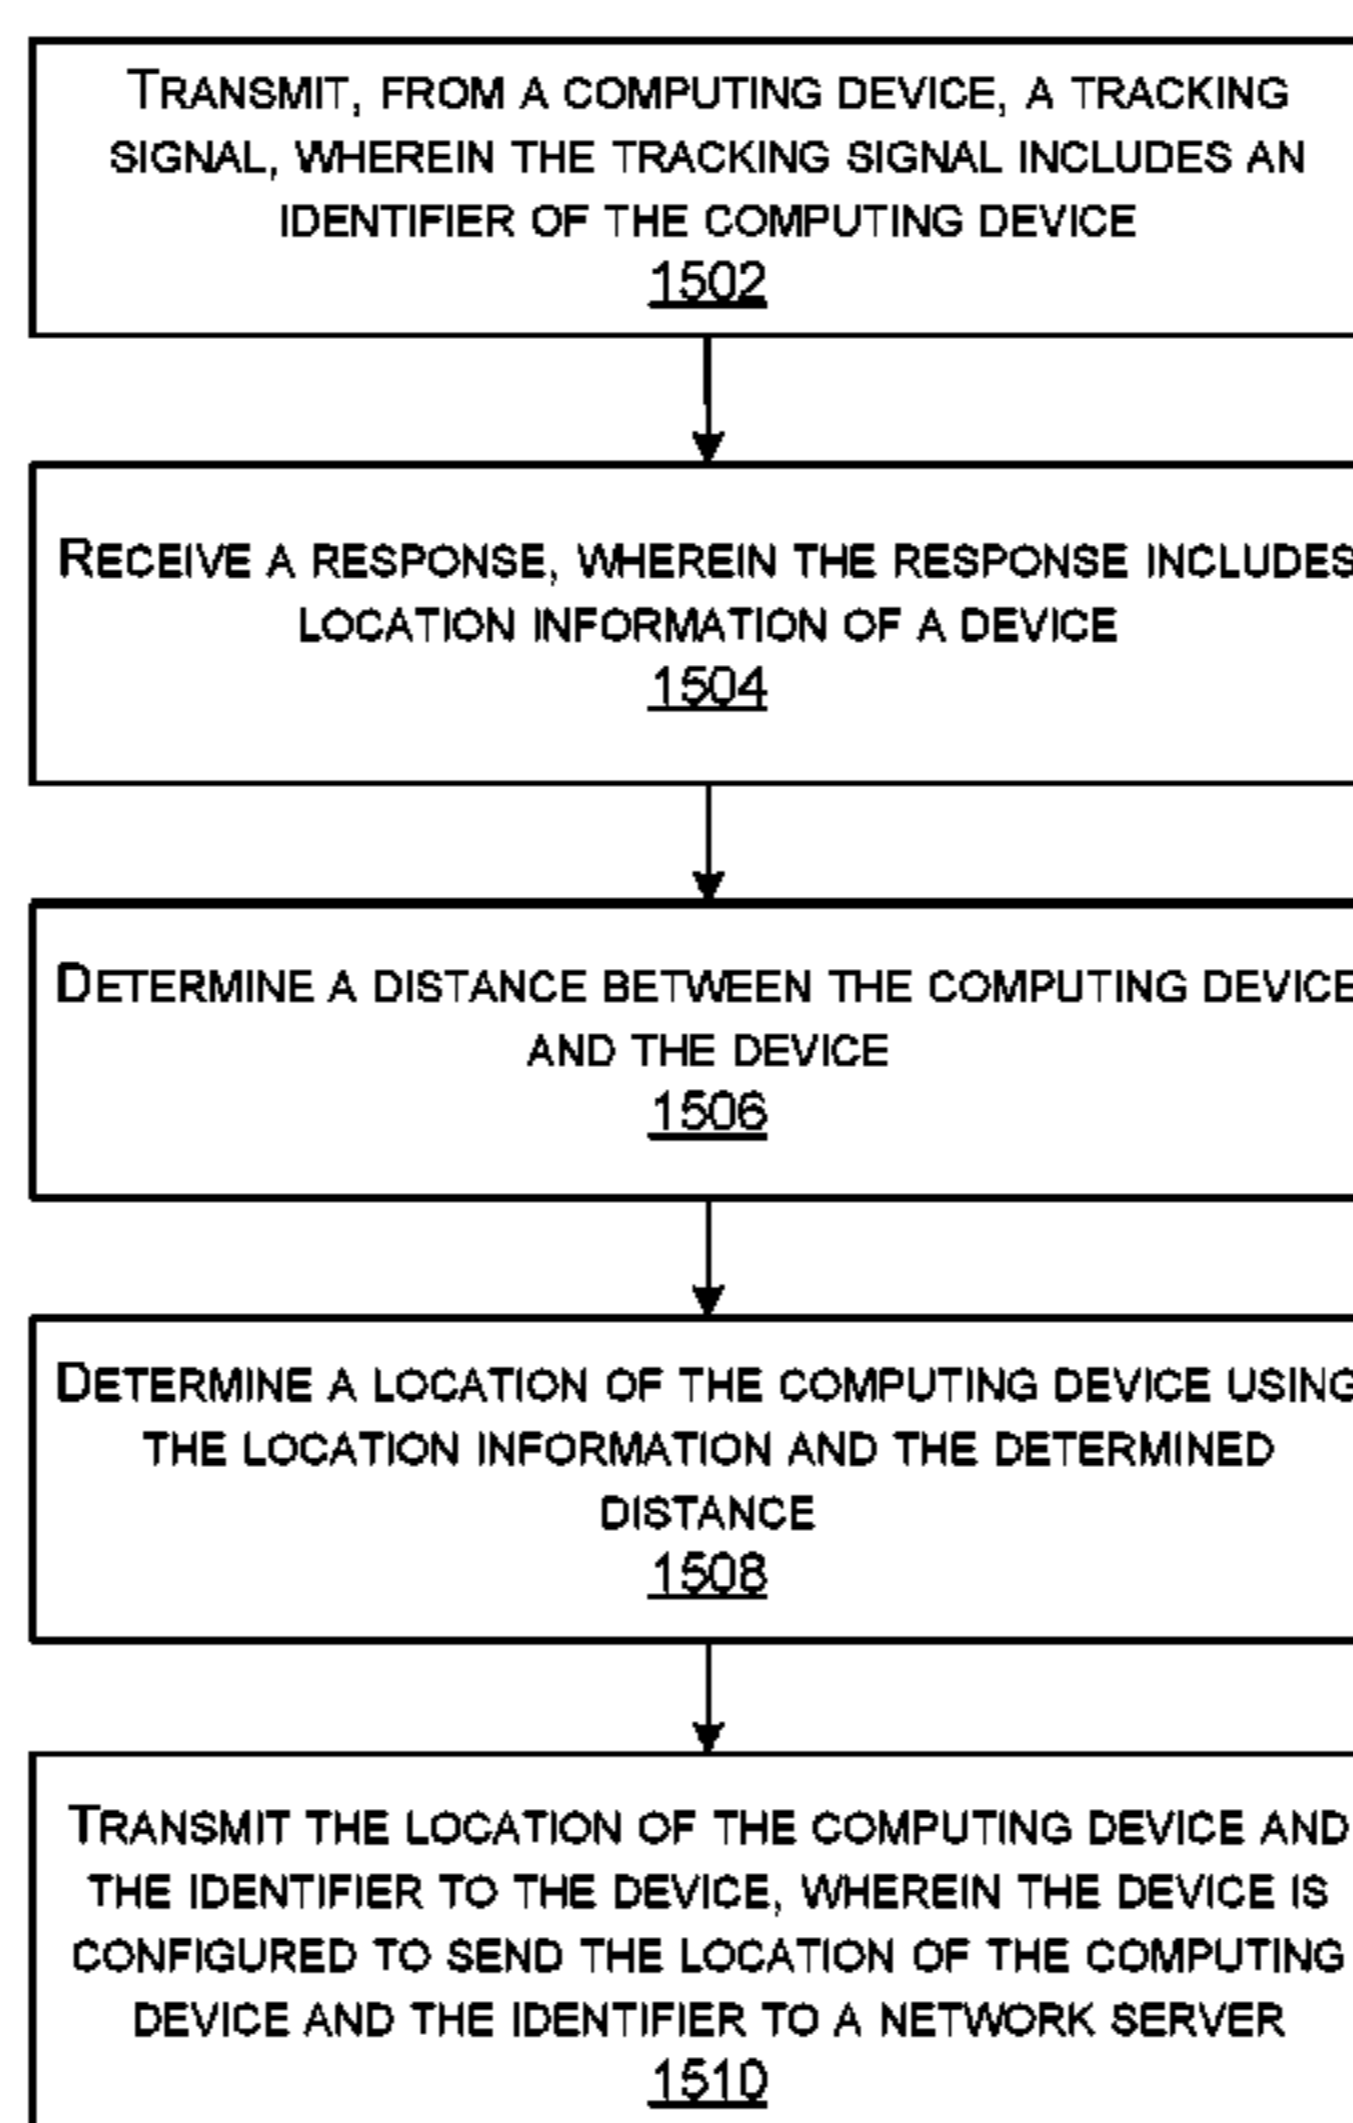 TRANSMIT, FROM A COMPUTING DEVICE, A TRACKING
SIGNAL, WHEREIN THE TRACKING SIGNAL INCLUDES AN
IDENTIFIER OF THE COMPUTING DEVICE
1502
RECEIVE A RESPONSE, WHEREIN THE RESPONSE INCLUDES
LOCATION INFORMATION OF A DEVICE
1504
DETERMINE A DISTANCE BETWEEN THE COMPUTING DEVICE
AND THE DEVICE
1506
DETERMINE A LOCATION OF THE COMPUTING DEVICE USING
THE LOCATION INFORMATION AND THE DETERMINED
DISTANCE
1508
TRANSMIT THE LOCATION OF THE COMPUTING DEVICE AND
THE IDENTIFIER TO THE DEVICE, WHEREIN THE DEVICE IS
CONFIGURED TO SEND THE LOCATION OF THE COMPUTING
DEVICE AND THE IDENTIFIER TO A NETWORK SERVER
1510